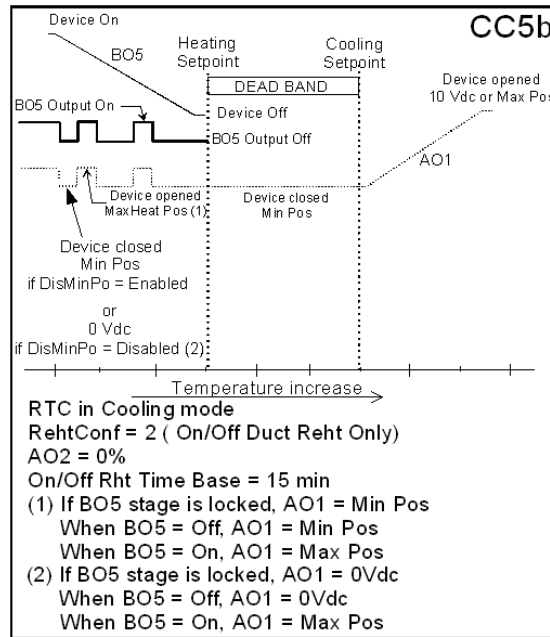 CC5b
Device On
BO5
Heating
Setpoint
Cooling
Setpoint
DEAD BAND
Device opened
10 Vdc or Max Pos
BO5 Output On
Device Off
BO5 Output Off
AO1
Device opened
MaxHeat Pos (1)
Device closed
Min Pos
Device closed
Min Pos
if DisMinPo = Enabled
or
0 Vdc
if DisMinPo = Disabled (2)
Temperature increase
RTC in Cooling mode
RehtConf = 2 ( On/Off Duct Reht Only)
AO2 = 0%
On/Off Rht Time Base = 15 min
(1) If BO5 stage is locked, AO1 = Min Pos
When BO5 = Off, AO1 = Min Pos
When BO5 = On, AO1 = Max Pos
(2) If BO5 stage is locked, AO1 = 0Vdc
When BO5 = Off, AO1 = 0Vdc
When BO5 = On, AO1 = Max Pos